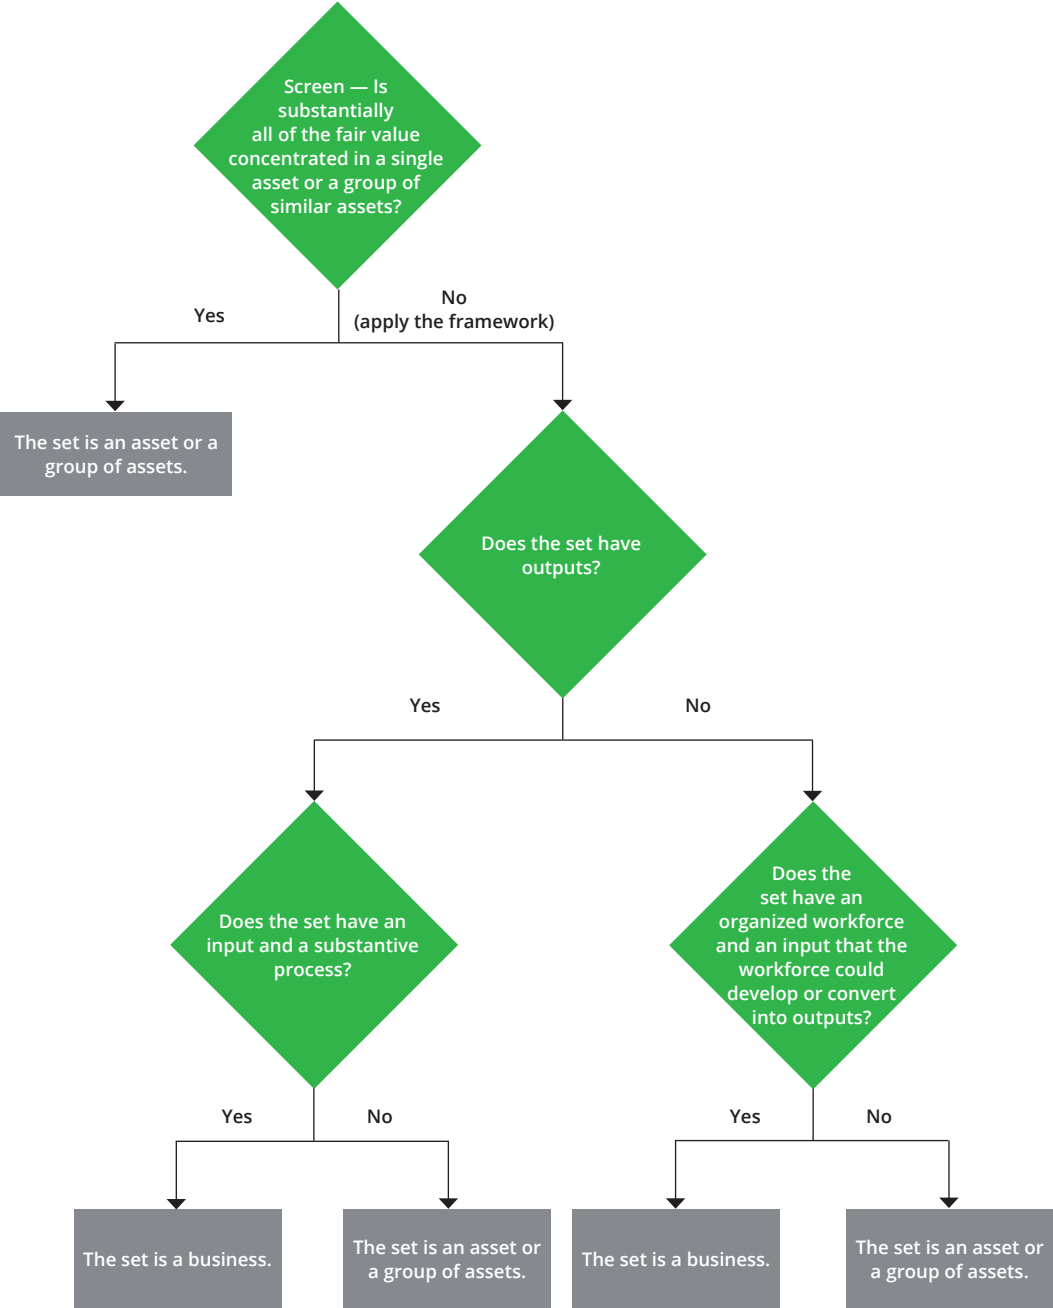 Screen — Is
substantially
all of the fair value
concentrated in a single
asset or a group of
similar assets?
Yes
No
(apply the framework)
The set is an asset or a
group of assets.
Does the set have
outputs?
Yes
No
Does the set have an
input and a substantive
process?
Does the
set have an
organized workforce
and an input that the
workforce could
develop or convert
into outputs?
Yes
No
Yes
No
The set is a business.
The set is an asset or
a group of assets.
The set is a business.
The set is an asset or
a group of assets.